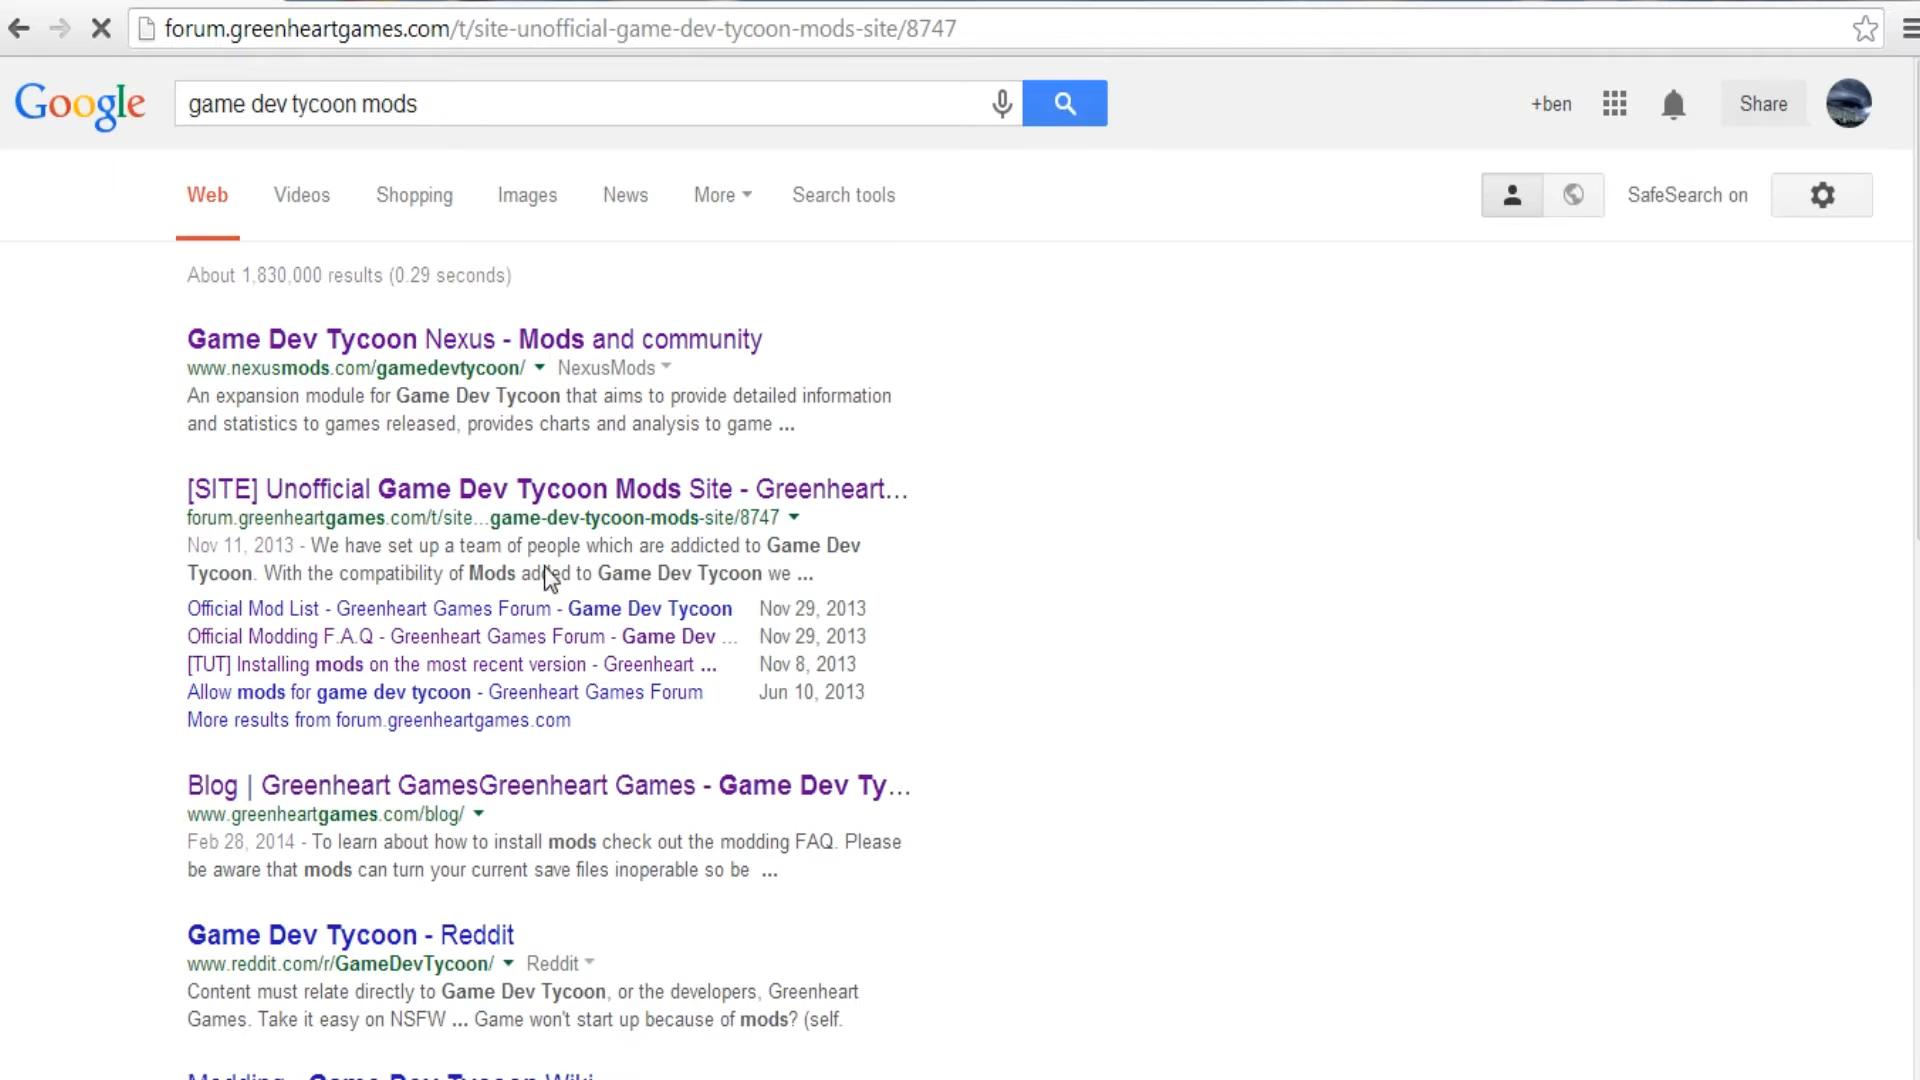 forum.greenheartgames.com/t/site-unofficial-game-dev-tycoon-mods-site/8747
Google
game dev tycoon mods
+ben
Share
Web Videos Shopping Images News More Search tools
SafeSearch on
About 1,830,000 results (0.29 seconds)
Game Dev Tycoon Nexus - Mods and community
www.nexusmods.com/gamedevtycoon/ NexusMods
An expansion module for Game Dev Tycoon that aims to provide detailed information
and statistics to games released, provides charts and analysis to game ...
[SITE] Unofficial Game Dev Tycoon Mods Site - Greenheart...
forum.greenheartgames.com/t/site...game-dev-tycoon-mods-site/8747
Nov 11, 2013 - We have set up a team of people which are addicted to Game Dev
Tycoon. With the compatibility of Mods added to Game Dev Tycoon we ...
Official Mod List - Greenheart Games Forum - Game Dev Tycoon Nov 29, 2013
Official Modding F.A.Q - Greenheart Games Forum - Game Dev ... Nov 29, 2013
[TUT] Installing mods on the most recent version - Greenheart ... Nov 8, 2013
Allow mods for game dev tycoon - Greenheart Games Forum Jun 10, 2013
More results from forum.greenheartgames.com
Blog | Greenheart GamesGreenheart Games - Game Dev Ty...
www.greenheartgames.com/blog/
Feb 28, 2014 - To learn about how to install mods check out the modding FAQ. Please
be aware that mods can turn your current save files inoperable so be ...
Game Dev Tycoon - Reddit
www.reddit.com/r/GameDevTycoon/ Reddit
Content must relate directly to Game Dev Tycoon, or the developers, Greenheart
Games. Take it easy on NSFW ... Game won't start up because of mods? (self.
Modding - Game Dev Tycoon Wiki